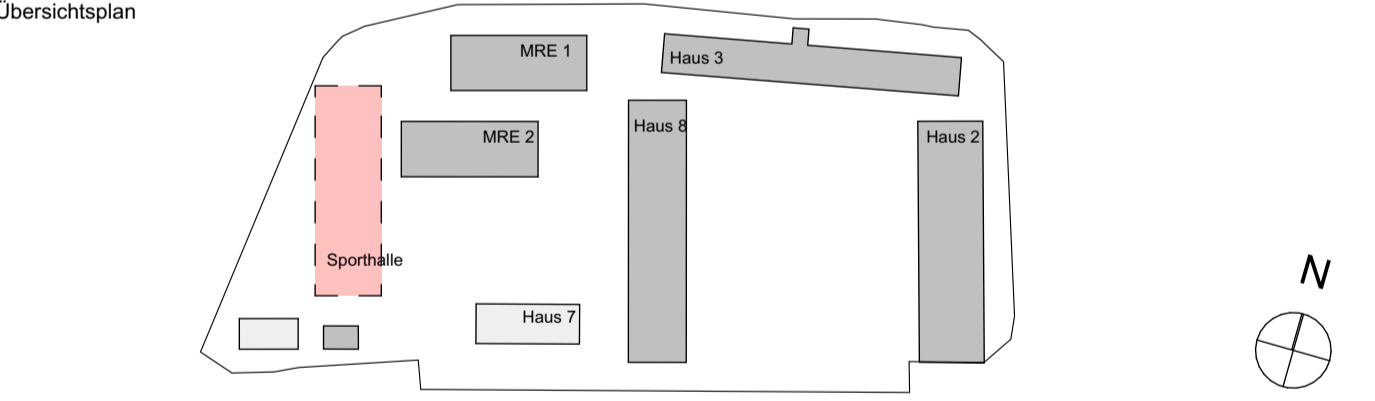 Übersichtsplan
MRE 1
Haus 3
Haus 8
MRE 2
Haus 2
Sporthalle
Haus 7
N